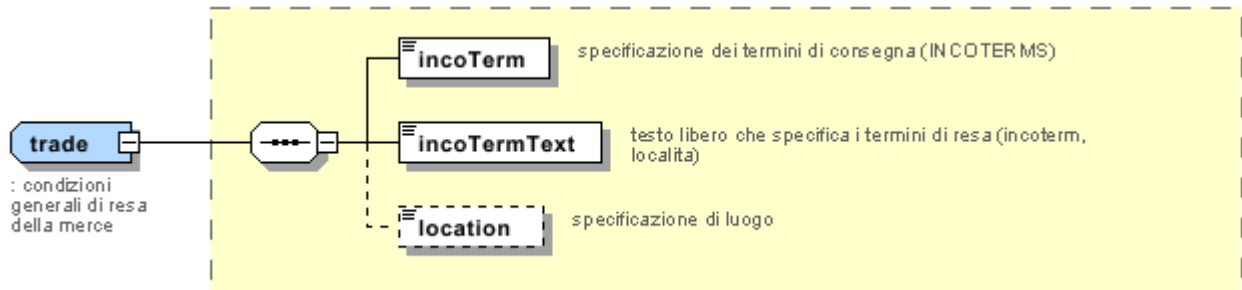 incoTerm
specificazione dei termini di consegna (INCOTERMS)
trade
: condizioni
generali di resa
della merce
incoTermText
testo libero che specifica i termini di resa (incoterm,
localita)
location
specificazione di luogo